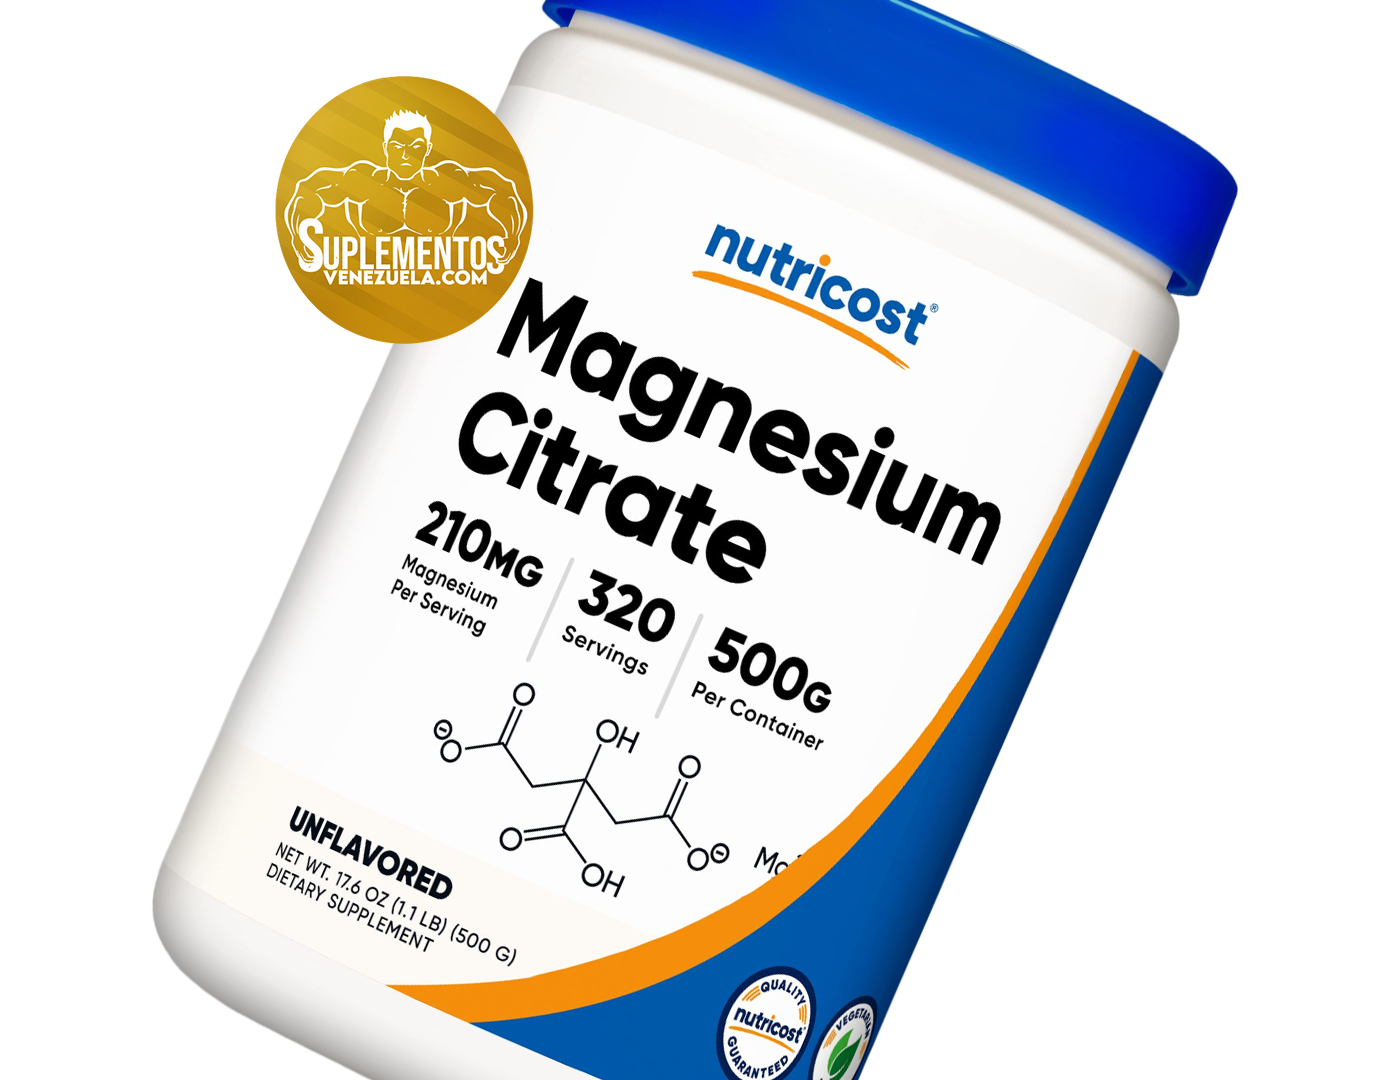 SUPLEMENTOS
VENEZUELA.COM
nutricost®
Magnesium
Citrate
210MG
Magnesium
Per Serving
320
Servings
500G
Per Container
O
⊖O
OH
O
O
O⊖
OH
UNFLAVORED
NET WT. 17.6 OZ (1.1 LB) (500 G)
DIETARY SUPPLEMENT
QUALITY
nutricost
GUARANTEED